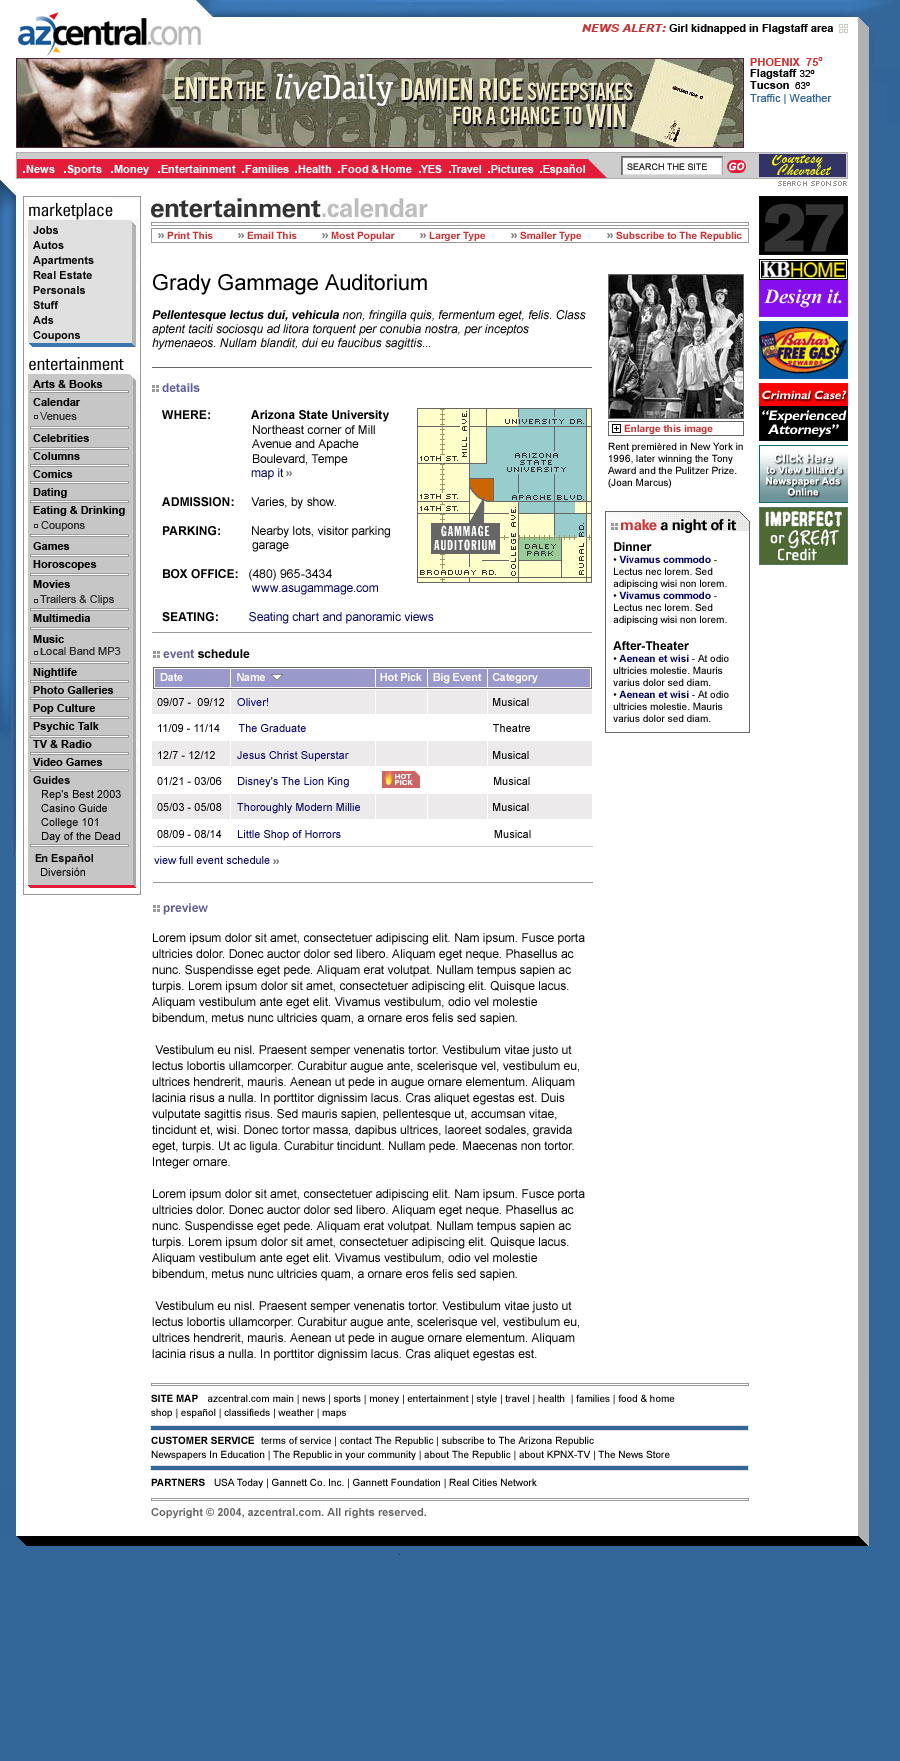 azcentral.com
NEWS ALERT: Girl kidnapped in Flagstaff area
ENTER THE liveDaily DAMIEN RICE SWEEPSTAKES
FOR A CHANCE TO WIN
PHOENIX 75º
Flagstaff 32º
Tucson 63º
Traffic | Weather
.News .Sports .Money .Entertainment .Families .Health .Food & Home .YES .Travel .Pictures .Español
SEARCH THE SITE GO
Courtesy
Chevrolet
SEARCH SPONSOR
marketplace
Jobs
Autos
Apartments
Real Estate
Personals
Stuff
Ads
Coupons
entertainment
Arts & Books
Calendar
Venues
Celebrities
Columns
Comics
Dating
Eating & Drinking
Coupons
Games
Horoscopes
Movies
Trailers & Clips
Multimedia
Music
Local Band MP3
Nightlife
Photo Galleries
Pop Culture
Psychic Talk
TV & Radio
Video Games
Guides
Rep's Best 2003
Casino Guide
College 101
Day of the Dead
En Español
Diversión
entertainment.calendar
» Print This » Email This » Most Popular » Larger Type » Smaller Type » Subscribe to The Republic
Grady Gammage Auditorium
Pellentesque lectus dui, vehicula non, fringilla quis, fermentum eget, felis. Class
aptent taciti sociosqu ad litora torquent per conubia nostra, per inceptos
hymenaeos. Nullam blandit, dui eu faucibus sagittis...
details
WHERE: Arizona State University
Northeast corner of Mill
Avenue and Apache
Boulevard, Tempe
map it »
ADMISSION: Varies, by show.
PARKING: Nearby lots, visitor parking
garage
BOX OFFICE: (480) 965-3434
www.asugammage.com
SEATING: Seating chart and panoramic views
MILL AVE.
UNIVERSITY DR.
10TH ST.
ARIZONA
STATE
UNIVERSITY
13TH ST.
APACHE BLVD.
14TH ST.
GAMMAGE
AUDITORIUM
COLLEGE AVE.
DALEY
PARK
RURAL RD.
BROADWAY RD.
event schedule
Date Name Hot Pick Big Event Category
09/07 - 09/12 Oliver! Musical
11/09 - 11/14 The Graduate Theatre
12/7 - 12/12 Jesus Christ Superstar Musical
01/21 - 03/06 Disney's The Lion King HOT PICK Musical
05/03 - 05/08 Thoroughly Modern Millie Musical
08/09 - 08/14 Little Shop of Horrors Musical
view full event schedule »
preview
Lorem ipsum dolor sit amet, consectetuer adipiscing elit. Nam ipsum. Fusce porta
ultricies dolor. Donec auctor dolor sed libero. Aliquam eget neque. Phasellus ac
nunc. Suspendisse eget pede. Aliquam erat volutpat. Nullam tempus sapien ac
turpis. Lorem ipsum dolor sit amet, consectetuer adipiscing elit. Quisque lacus.
Aliquam vestibulum ante eget elit. Vivamus vestibulum, odio vel molestie
bibendum, metus nunc ultricies quam, a ornare eros felis sed sapien.
Vestibulum eu nisl. Praesent semper venenatis tortor. Vestibulum vitae justo ut
lectus lobortis ullamcorper. Curabitur augue ante, scelerisque vel, vestibulum eu,
ultrices hendrerit, mauris. Aenean ut pede in augue ornare elementum. Aliquam
lacinia risus a nulla. In porttitor dignissim lacus. Cras aliquet egestas est. Duis
vulputate sagittis risus. Sed mauris sapien, pellentesque ut, accumsan vitae,
tincidunt et, wisi. Donec tortor massa, dapibus ultrices, laoreet sodales, gravida
eget, turpis. Ut ac ligula. Curabitur tincidunt. Nullam pede. Maecenas non tortor.
Integer ornare.
Lorem ipsum dolor sit amet, consectetuer adipiscing elit. Nam ipsum. Fusce porta
ultricies dolor. Donec auctor dolor sed libero. Aliquam eget neque. Phasellus ac
nunc. Suspendisse eget pede. Aliquam erat volutpat. Nullam tempus sapien ac
turpis. Lorem ipsum dolor sit amet, consectetuer adipiscing elit. Quisque lacus.
Aliquam vestibulum ante eget elit. Vivamus vestibulum, odio vel molestie
bibendum, metus nunc ultricies quam, a ornare eros felis sed sapien.
Vestibulum eu nisl. Praesent semper venenatis tortor. Vestibulum vitae justo ut
lectus lobortis ullamcorper. Curabitur augue ante, scelerisque vel, vestibulum eu,
ultrices hendrerit, mauris. Aenean ut pede in augue ornare elementum. Aliquam
lacinia risus a nulla. In porttitor dignissim lacus. Cras aliquet egestas est.
Enlarge this image
Rent premièred in New York in
1996, later winning the Tony
Award and the Pulitzer Prize.
(Joan Marcus)
make a night of it
Dinner
• Vivamus commodo -
Lectus nec lorem. Sed
adipiscing wisi non lorem.
• Vivamus commodo -
Lectus nec lorem. Sed
adipiscing wisi non lorem.
After-Theater
• Aenean et wisi - At odio
ultricies molestie. Mauris
varius dolor sed diam.
• Aenean et wisi - At odio
ultricies molestie. Mauris
varius dolor sed diam.
27
KB HOME
Design it.
Bashas'
FREE GAS
REWARDS
Criminal Case?
"Experienced
Attorneys"
Click Here
to View Dillard's
Newspaper Ads
Online
IMPERFECT
or GREAT
Credit
SITE MAP azcentral.com main | news | sports | money | entertainment | style | travel | health | families | food & home
shop | español | classifieds | weather | maps
CUSTOMER SERVICE terms of service | contact The Republic | subscribe to The Arizona Republic
Newspapers In Education | The Republic in your community | about The Republic | about KPNX-TV | The News Store
PARTNERS USA Today | Gannett Co. Inc. | Gannett Foundation | Real Cities Network
Copyright © 2004, azcentral.com. All rights reserved.